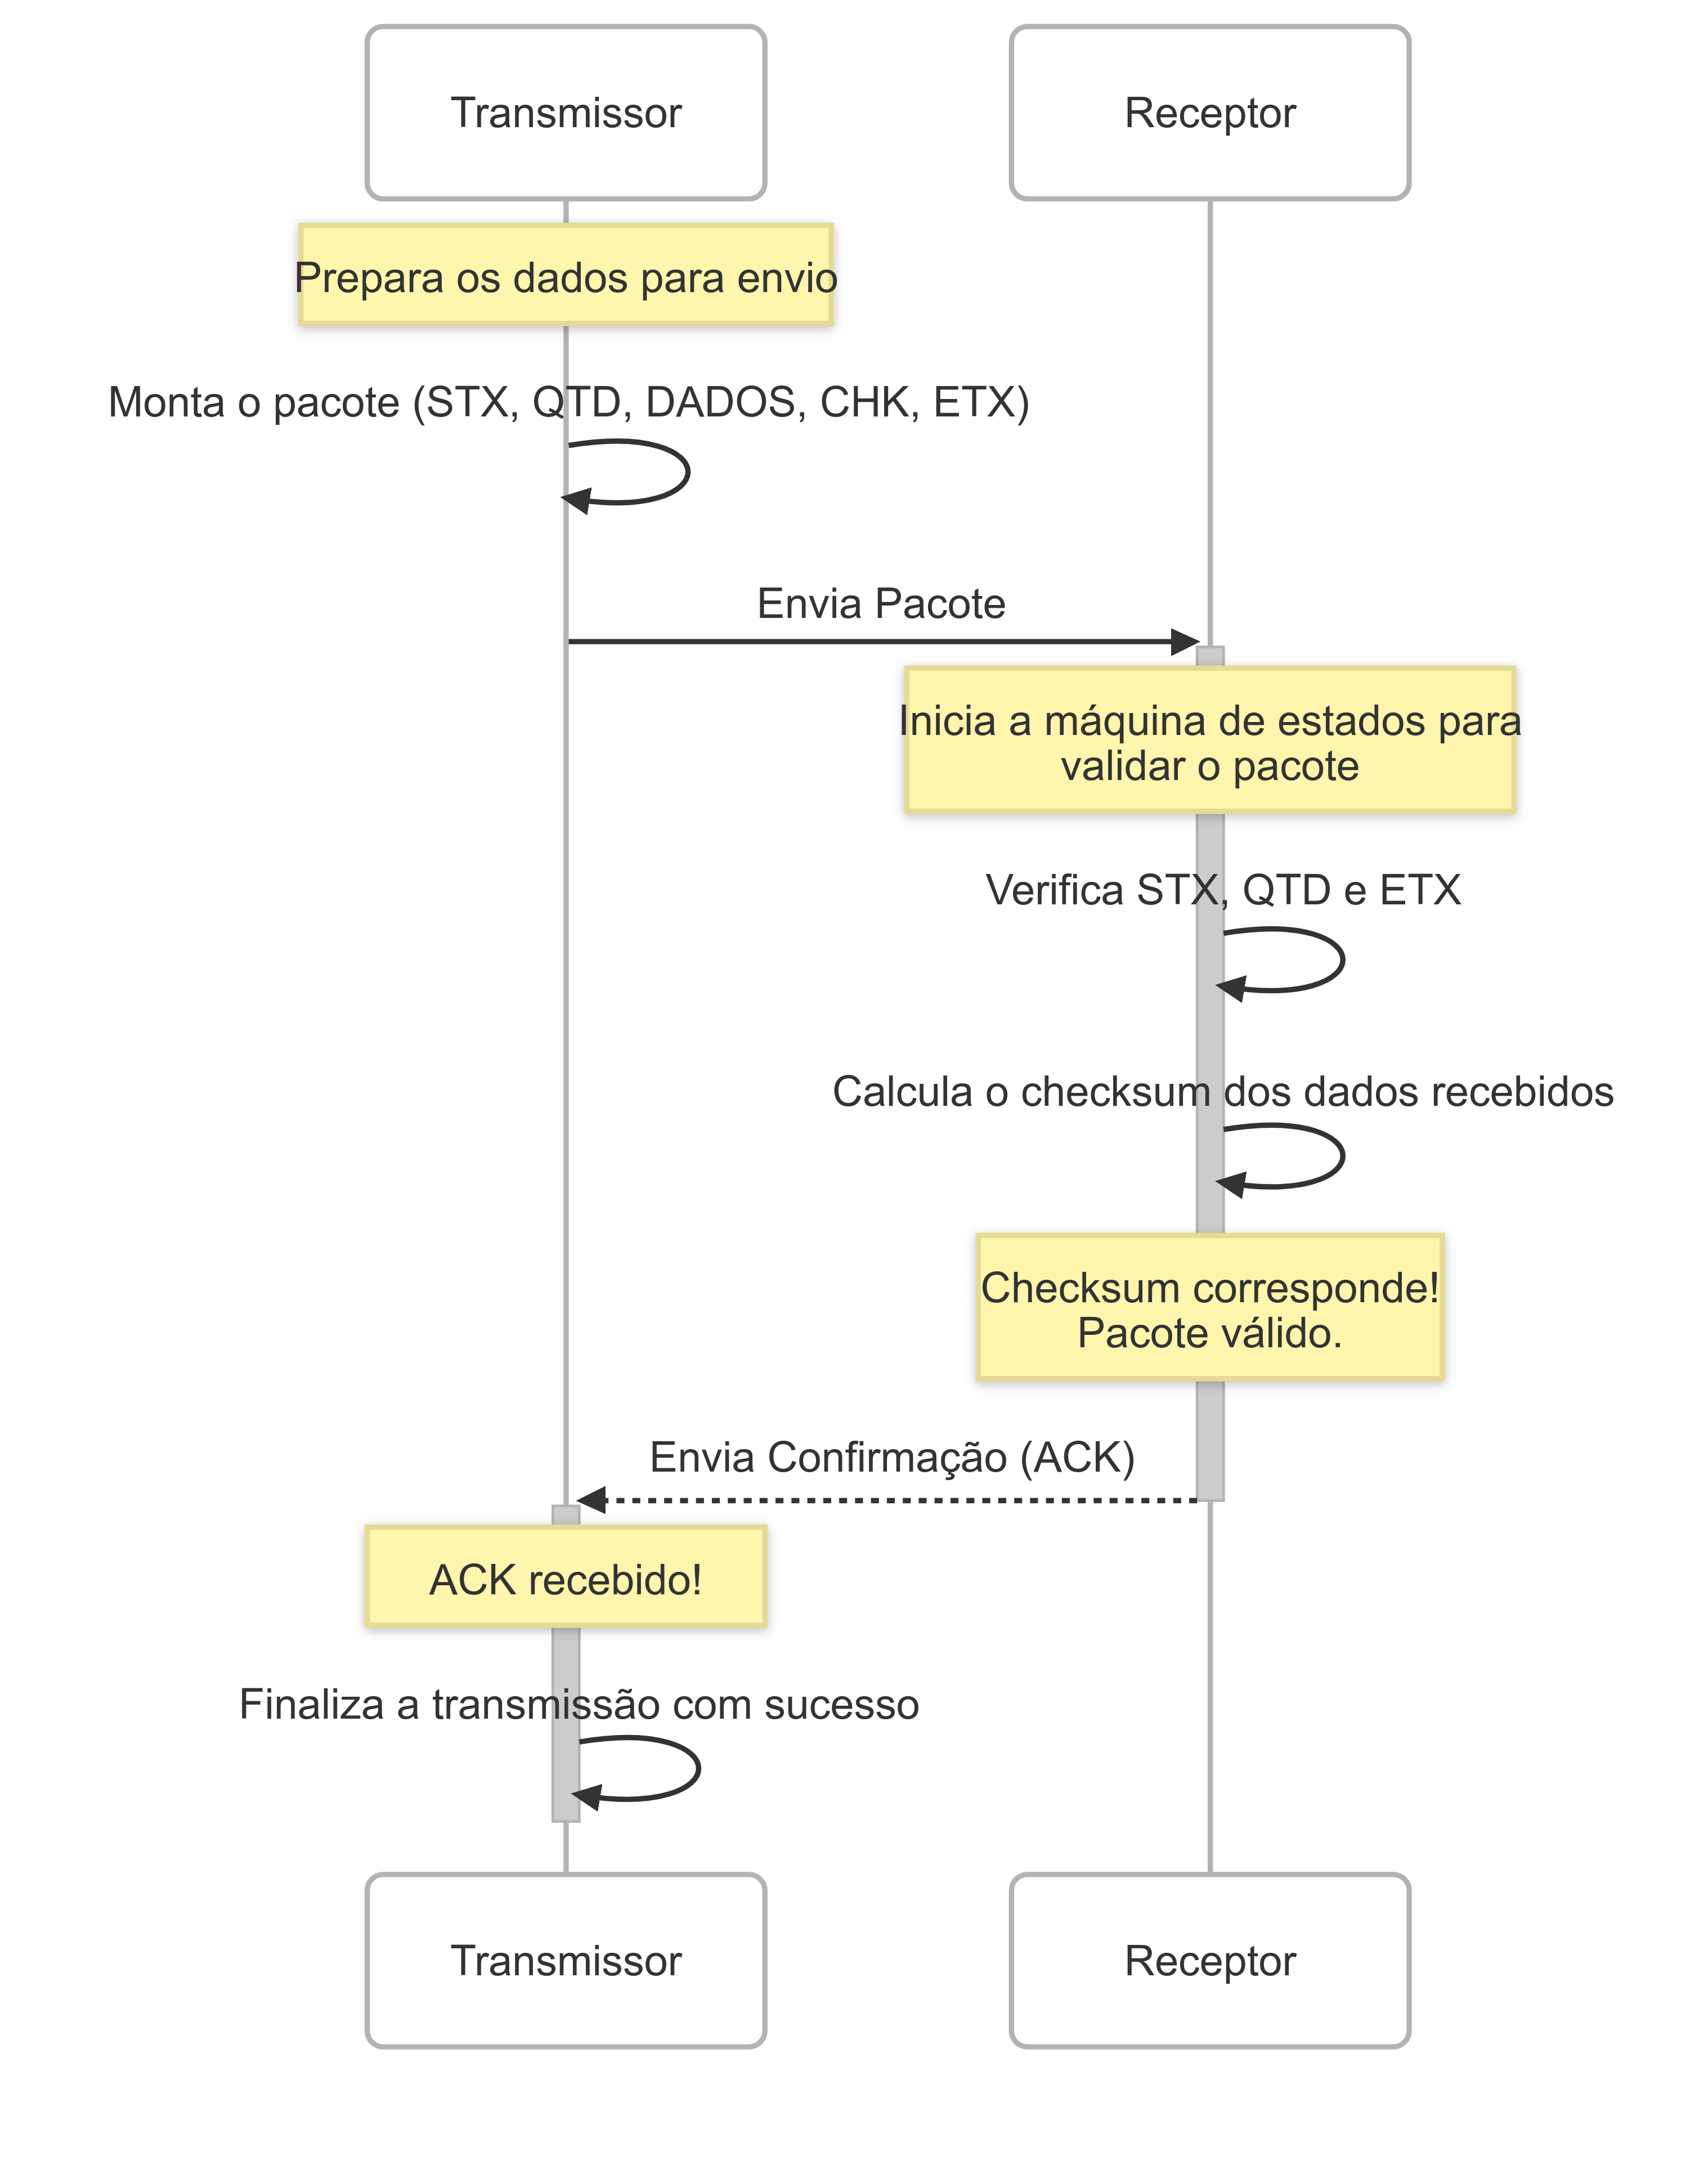 Transmissor
Receptor
Prepara os dados para envio
Monta o pacote (STX, QTD, DADOS, CHK, ETX)
Envia Pacote
Inicia a máquina de estados para
validar o pacote
Verifica STX, QTD e ETX
Calcula o checksum dos dados recebidos
Checksum corresponde!
Pacote válido.
Envia Confirmação (ACK)
ACK recebido!
Finaliza a transmissão com sucesso
Transmissor
Receptor